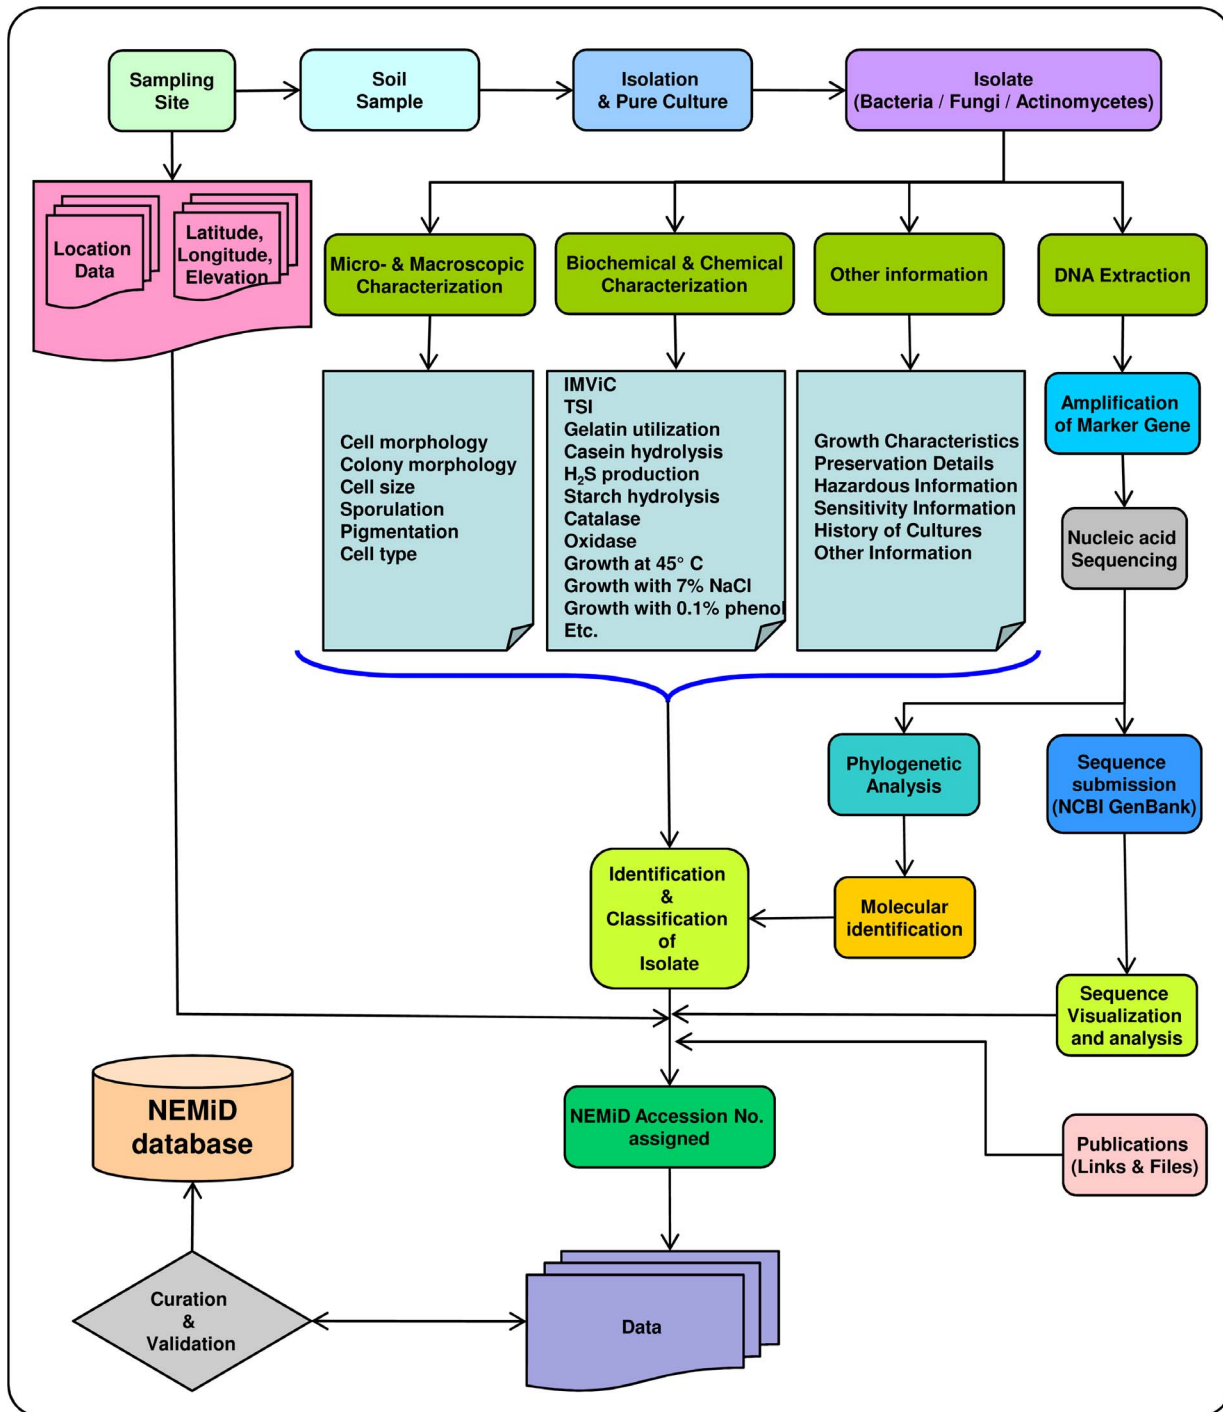 Sampling
Site
Soil
Sample
Isolation
& Pure Culture
Isolate
(Bacteria / Fungi / Actinomycetes)
Location
Data
Latitude,
Longitude,
Elevation
Micro- & Macroscopic
Characterization
Biochemical & Chemical
Characterization
Other information
DNA Extraction
Cell morphology
Colony morphology
Cell size
Sporulation
Pigmentation
Cell type
IMViC
TSI
Gelatin utilization
Casein hydrolysis
H₂S production
Starch hydrolysis
Catalase
Oxidase
Growth at 45° C
Growth with 7% NaCl
Growth with 0.1% phenol
Etc.
Growth Characteristics
Preservation Details
Hazardous Information
Sensitivity Information
History of Cultures
Other Information
Amplification
of Marker Gene
Nucleic acid
Sequencing
Phylogenetic
Analysis
Sequence
submission
(NCBI GenBank)
Identification
&
Classification
of
Isolate
Molecular
identification
Sequence
Visualization
and analysis
NEMiD
database
NEMiD Accession No.
assigned
Publications
(Links & Files)
Curation
&
Validation
Data